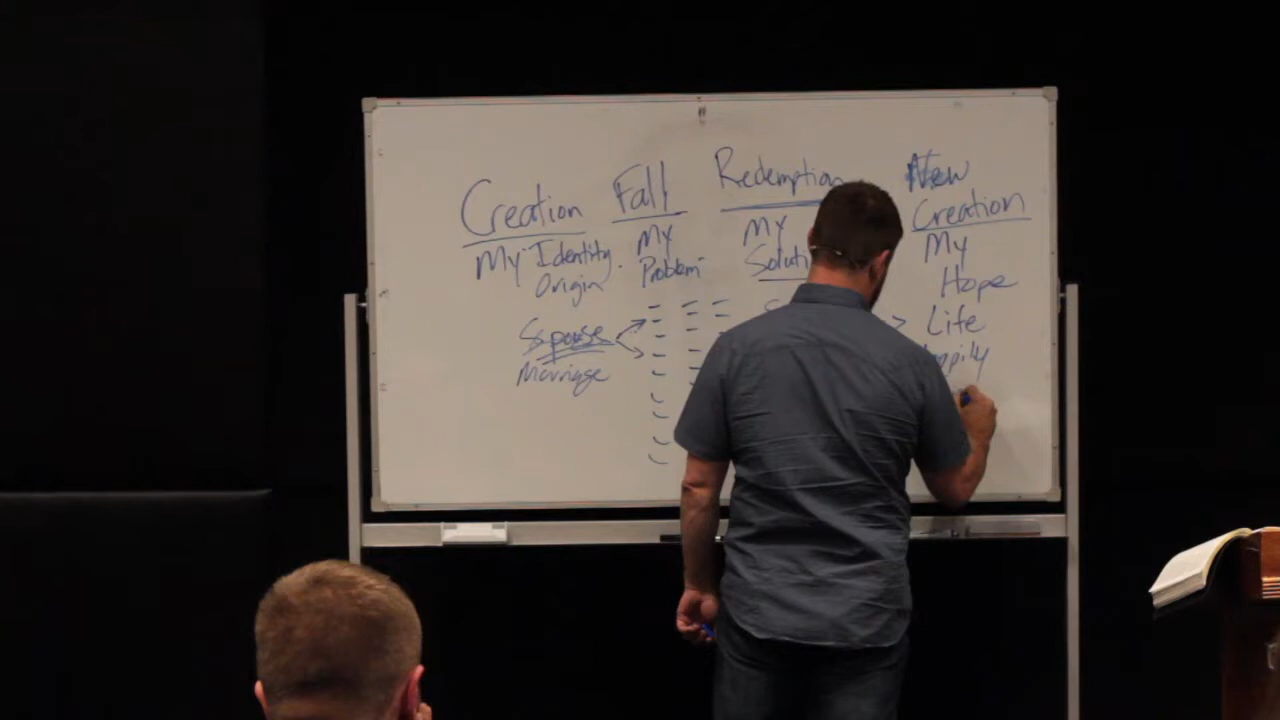 Creation Fall Redemption New
Creation
My Identity My My My
Origin Problem Hope
Spouse Life
Marriage